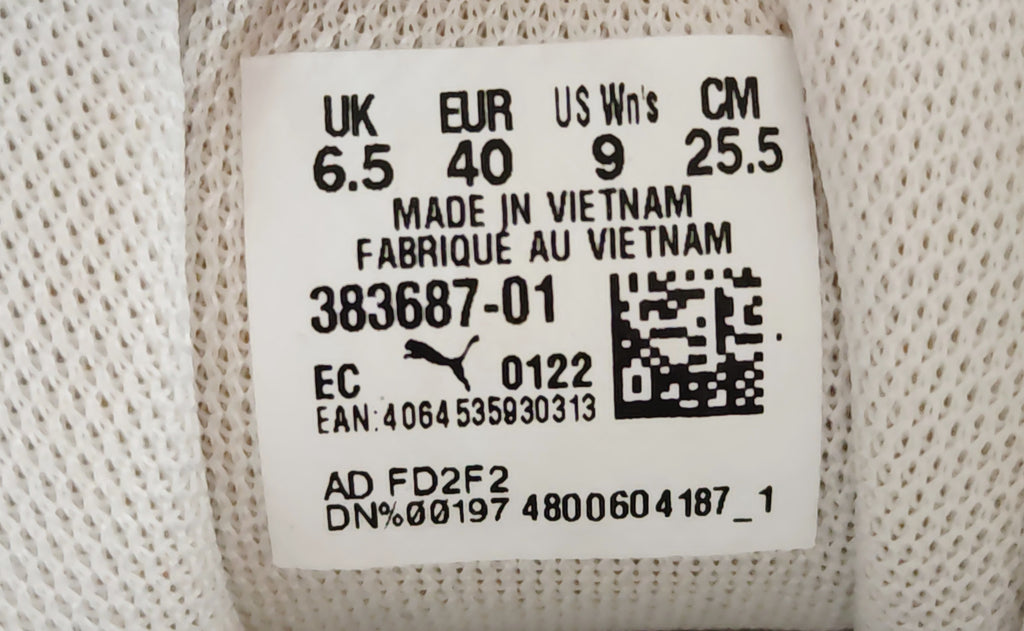 UK EUR US Wn's CM
6.5 40 9 25.5
MADE IN VIETNAM
FABRIQUÉ AU VIETNAM
383687-01
EC 0122
EAN:4064535930313
AD FD2F2
DN%00197 4800604187_1